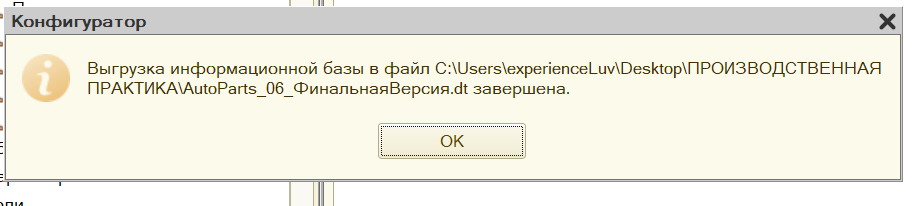 Конфигуратор
Выгрузка информационной базы в файл C:\Users\experienceLuv\Desktop\ПРОИЗВОДСТВЕННАЯ
ПРАКТИКА\AutoParts_06_ФинальнаяВерсия.dt завершена.
OK